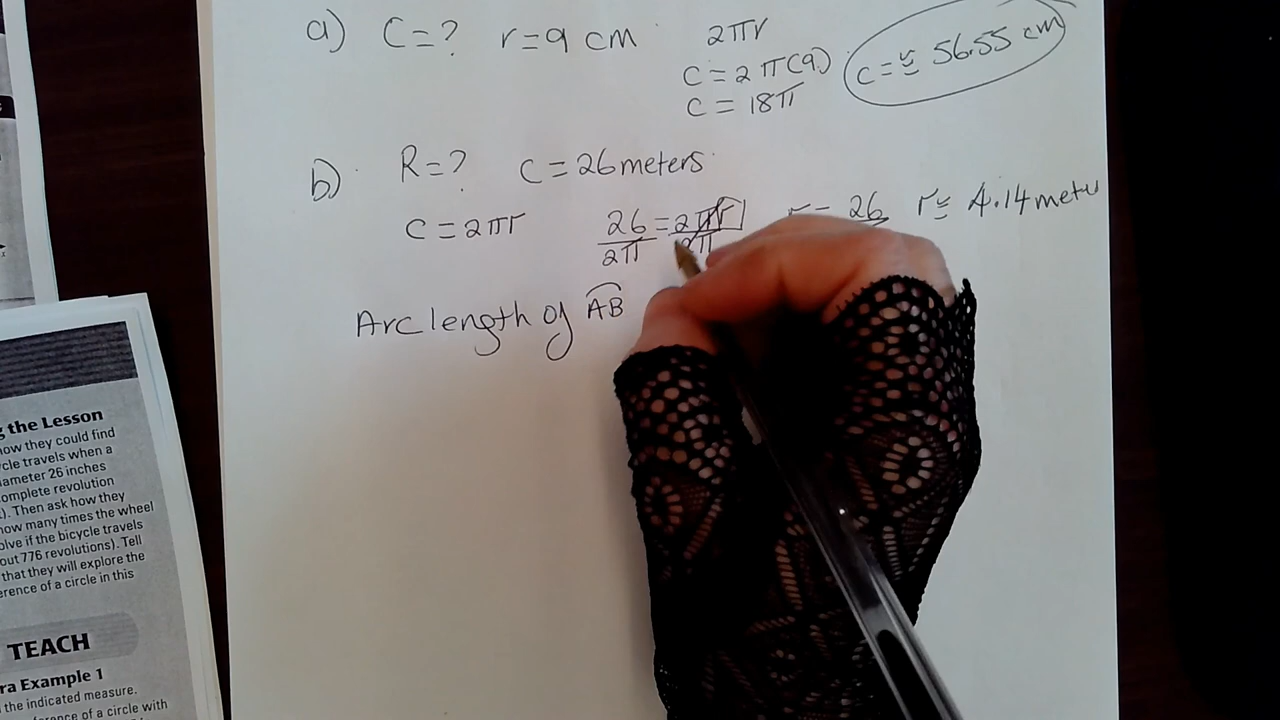 a) C=? r=9 cm 2πr
C=2π(9)
C=18π
C=≈ 56.55 cm
b) R=? C=26 meters
C=2πr 26=2πr r=26 r≈ 4.14 mete
2π 2π
Arc length of AB
g the Lesson
how they could find
cle travels when a
iameter 26 inches
omplete revolution
). Then ask how they
how many times the wheel
olve if the bicycle travels
out 776 revolutions). Tell
that they will explore the
erence of a circle in this
TEACH
ra Example 1
the indicated measure.
ference of a circle with